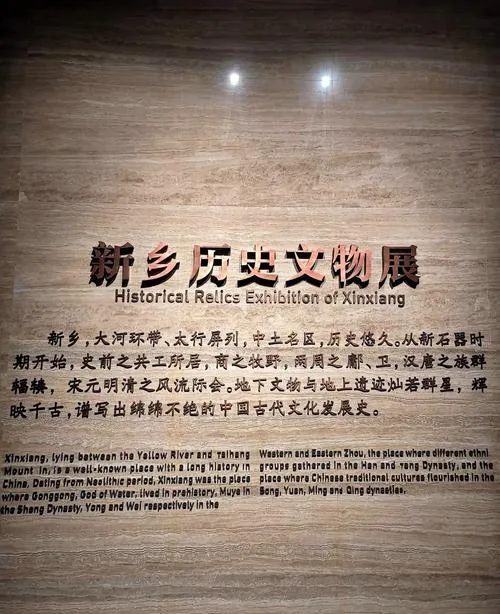 新乡历史文物展
Historical Relics Exhibition of Xinxiang
新乡，大河环带、太行屏列，中土名区，历史悠久。从新石器时
期开始，史前之共工所居，商之牧野，两周之鄘、卫，汉唐之族群
辐辏，宋元明清之风流际会。地下文物与地上遗迹灿若群星，辉
映千古，谱写出绵绵不绝的中国古代文化发展史。
Xinxiang, lying between the Yellow River and Taihang
Mount in, is a well-known place with a long history in
China. Dating from Neolithic period, Xinxiang was the place
where Gonggong, God of Water, lived in prehistory, Muye in
the Shang Dynasty, Yong and Wei respectively in the
Western and Eastern Zhou, the place where different ethni
groups gathered in the Han and Tang Dynasty, and the
place where Chinese traditional cultures flourished in the
Song, Yuan, Ming and Qing dynasties.